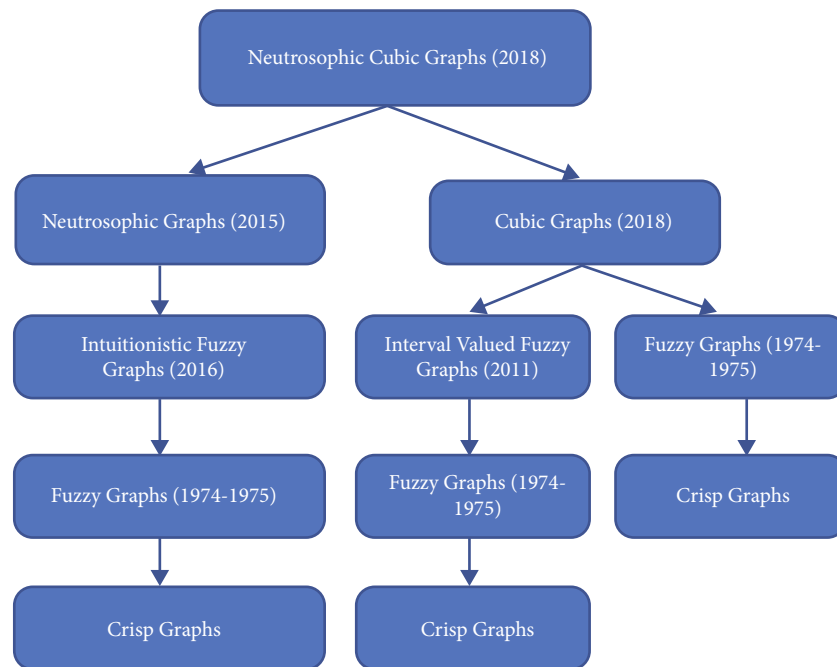 Neutrosophic Cubic Graphs (2018)
Neutrosophic Graphs (2015)
Cubic Graphs (2018)
Intuitionistic Fuzzy
Graphs (2016)
Interval Valued Fuzzy
Graphs (2011)
Fuzzy Graphs (1974-
1975)
Fuzzy Graphs (1974-1975)
Fuzzy Graphs (1974-
1975)
Crisp Graphs
Crisp Graphs
Crisp Graphs